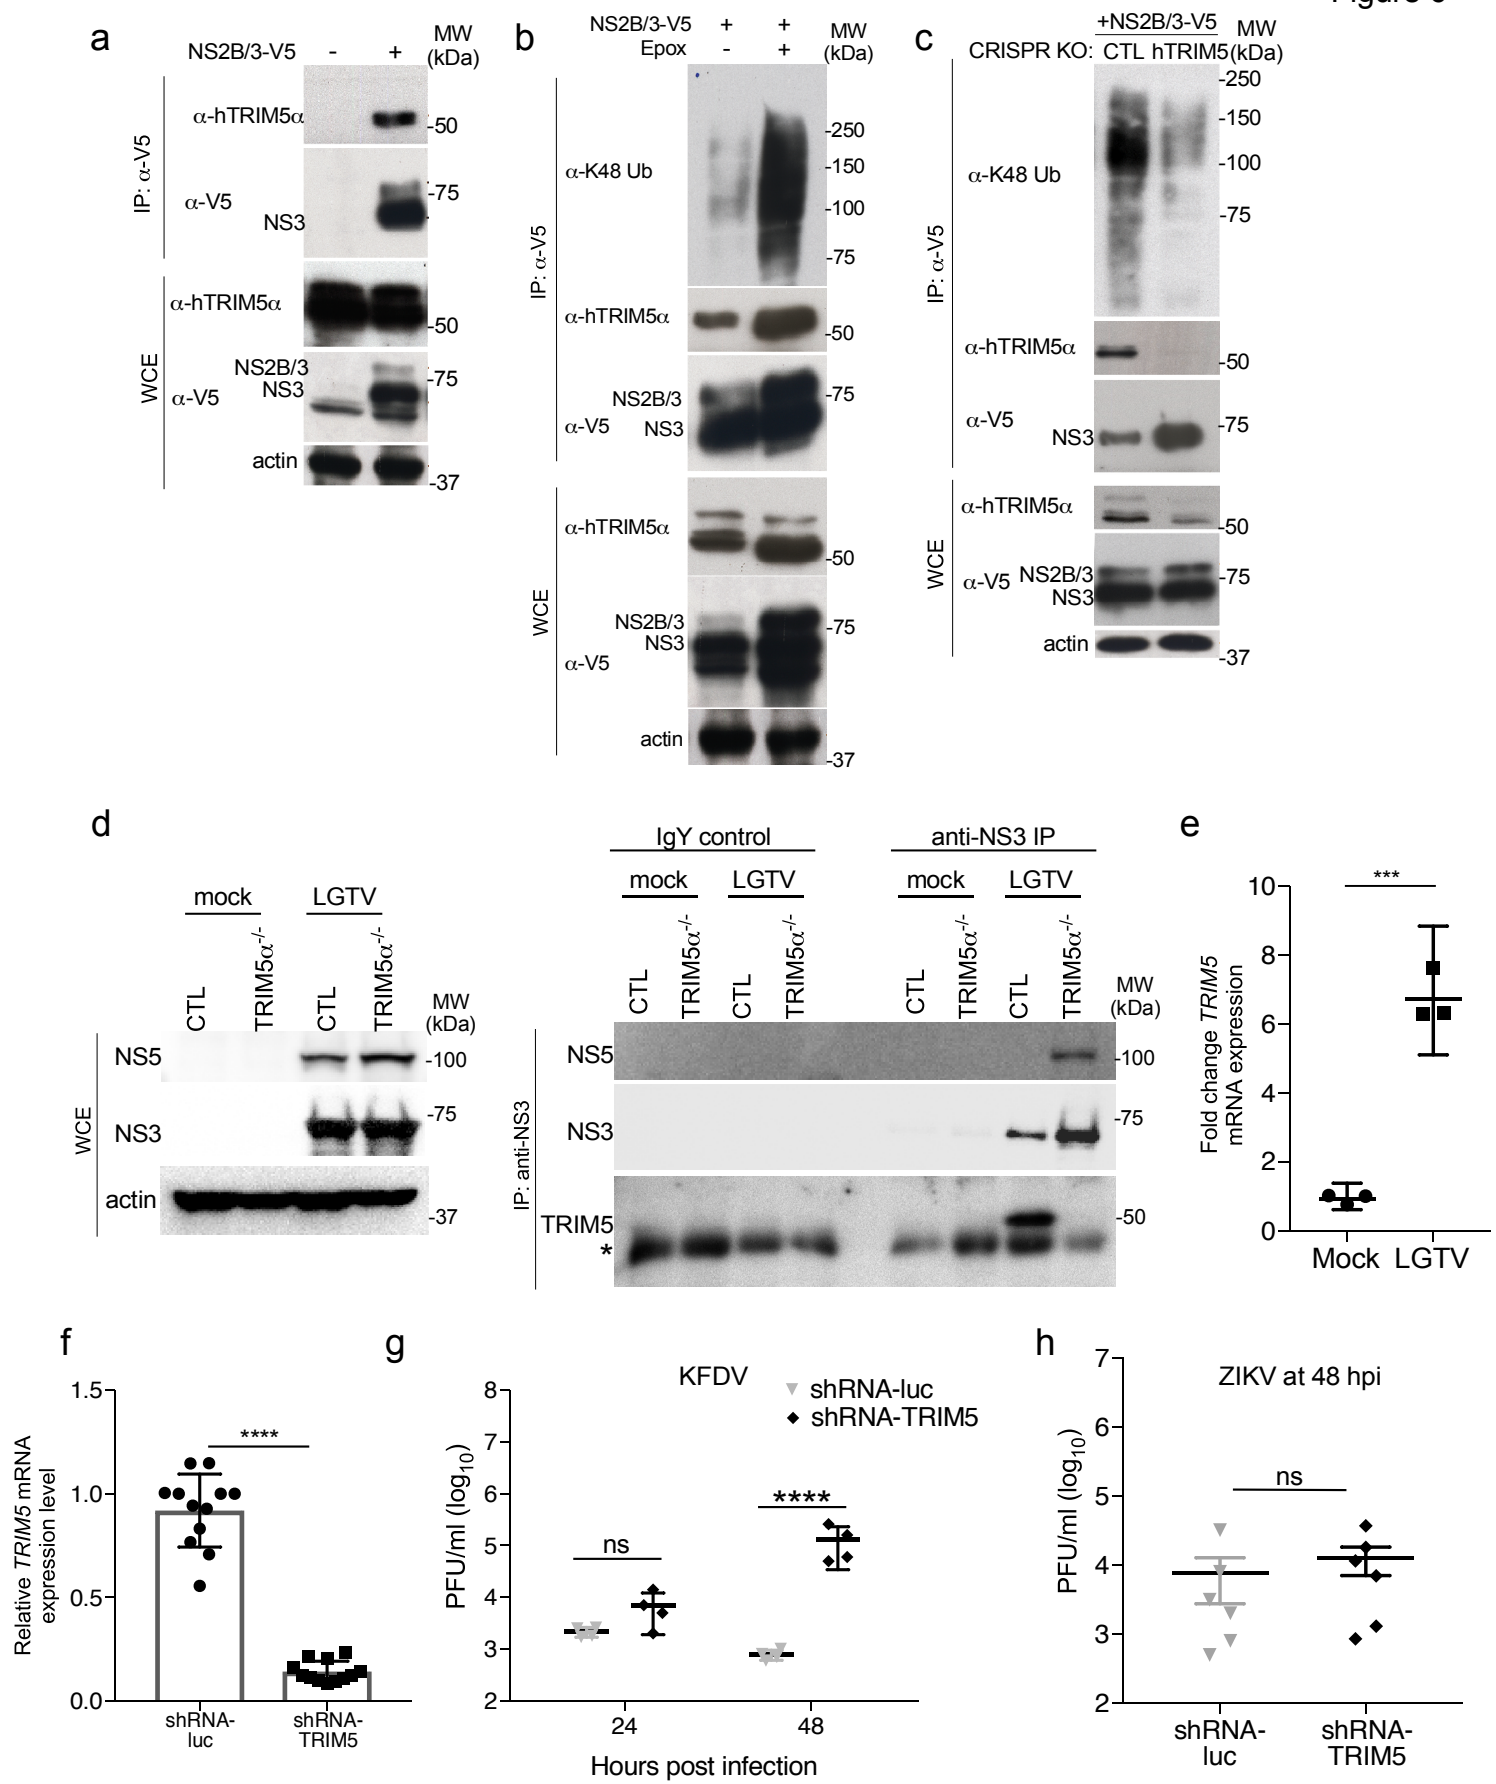 a
NS2B/3-V5 - +
MW
(kDa)
IP: α-V5
α-hTRIM5α
-50
α-V5
NS3
-75
WCE
α-hTRIM5α
-50
α-V5
NS2B/3
NS3
-75
actin
-37
b
NS2B/3-V5 + +
Epox - +
MW
(kDa)
IP: α-V5
α-K48 Ub
-250
-150
-100
-75
α-hTRIM5α
-50
NS2B/3
α-V5 NS3
-75
WCE
α-hTRIM5α
-50
NS2B/3
NS3
α-V5
-75
actin
-37
c
+NS2B/3-V5
CRISPR KO: CTL hTRIM5
MW
(kDa)
IP: α-V5
α-K48 Ub
-250
-150
-100
-75
α-hTRIM5α
-50
α-V5
NS3
-75
WCE
α-hTRIM5α
-50
α-V5 NS2B/3
NS3
-75
actin
-37
d
mock LGTV
CTL TRIM5α-/- CTL TRIM5α-/-
MW
(kDa)
WCE
NS5
-100
NS3
-75
actin
-37
IgY control anti-NS3 IP
mock LGTV mock LGTV
CTL TRIM5α-/- CTL TRIM5α-/- CTL TRIM5α-/- CTL TRIM5α-/-
MW
(kDa)
IP: anti-NS3
NS5
-100
NS3
-75
TRIM5
*
-50
e
Fold change TRIM5
mRNA expression
10
8
6
4
2
0
***
Mock LGTV
f
Relative TRIM5 mRNA
expression level
1.5
1.0
0.5
0.0
****
shRNA-
luc
shRNA-
TRIM5
g
KFDV
shRNA-luc
shRNA-TRIM5
PFU/ml (log10)
8
7
6
5
4
3
2
ns
****
24 48
Hours post infection
h
ZIKV at 48 hpi
PFU/ml (log10)
7
6
5
4
3
2
ns
shRNA-
luc
shRNA-
TRIM5